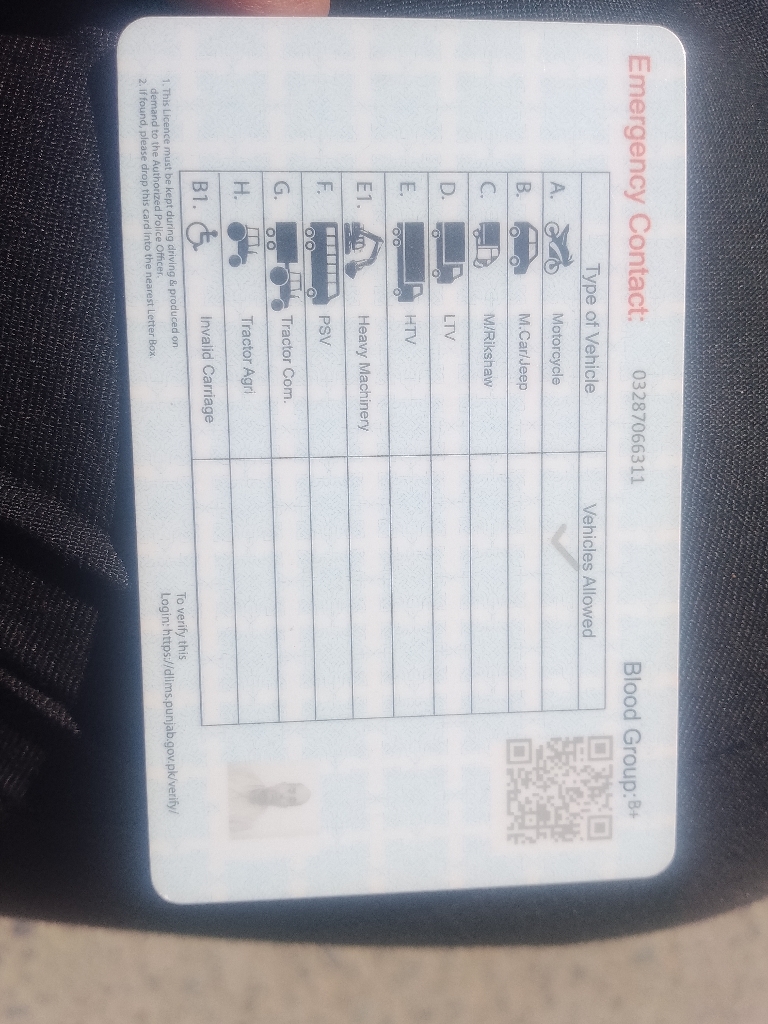 Emergency Contact: 03287066311 Blood Group: B+
Type of Vehicle Vehicles Allowed
A. Motorcycle ✓
B. M.Car/Jeep
C. M/Rikshaw
D. LTV
E. HTV
E1. Heavy Machinery
F. PSV
G. Tractor Com.
H. Tractor Agri
B1. Invalid Carriage
1. This Licence must be kept during driving & produced on
demand to the Authorized Police Officer.
2. If found, please drop this card into the nearest Letter Box.
To verify this
Login: https://dlims.punjab.gov.pk/verify/